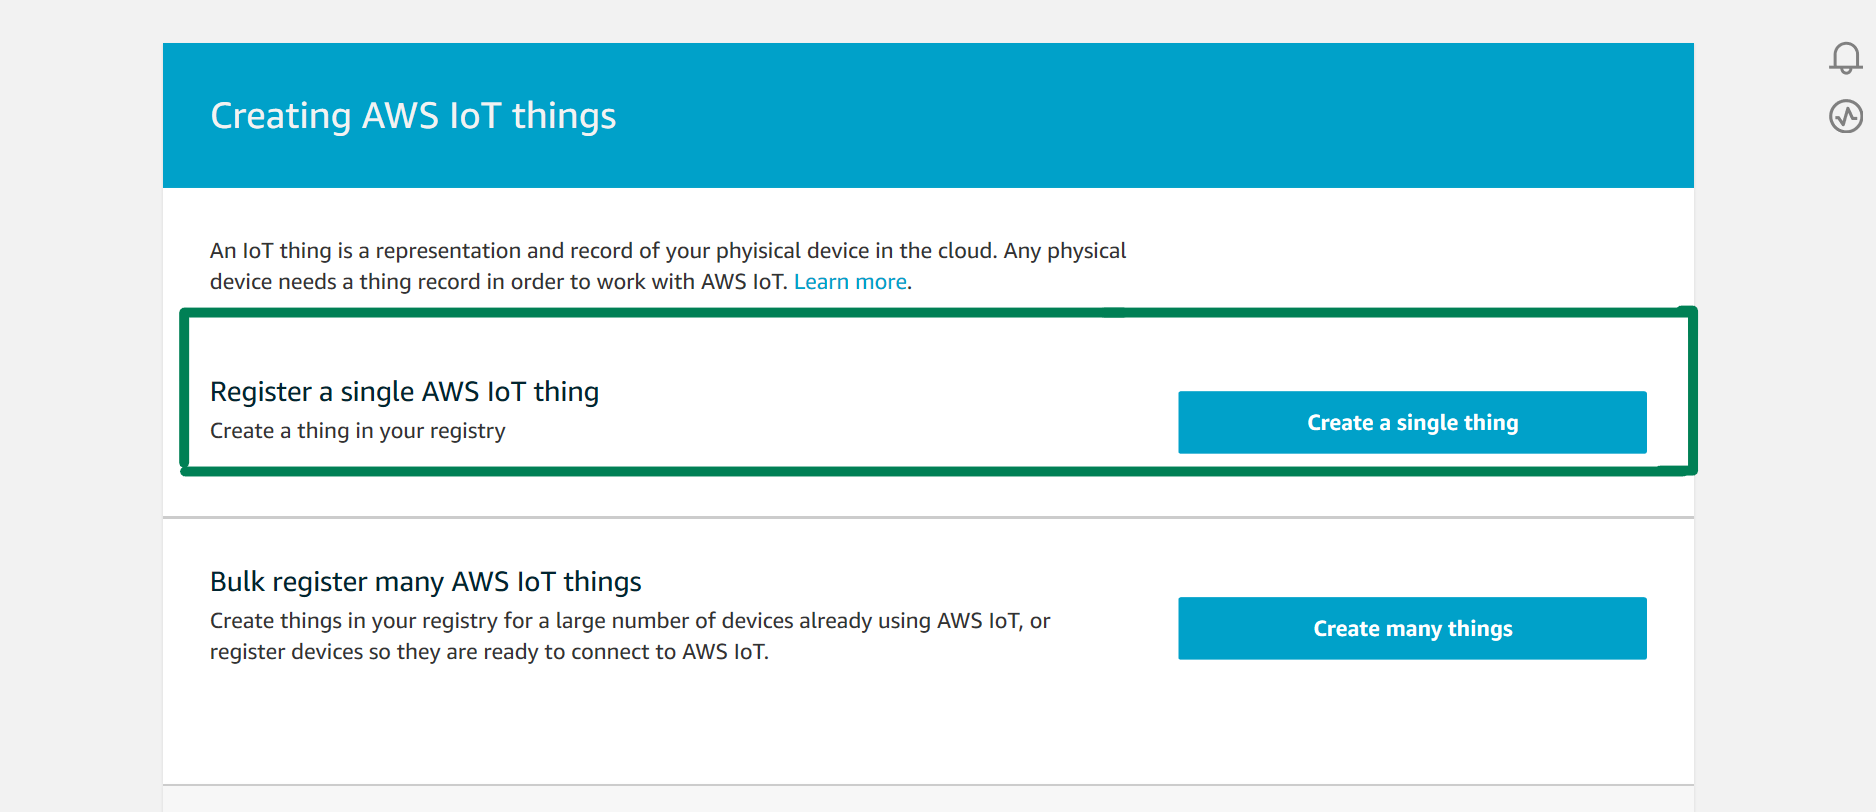 Creating AWS IoT things
An IoT thing is a representation and record of your phyisical device in the cloud. Any physical
device needs a thing record in order to work with AWS IoT. Learn more.
Register a single AWS IoT thing
Create a thing in your registry
Create a single thing
Bulk register many AWS IoT things
Create things in your registry for a large number of devices already using AWS IoT, or
register devices so they are ready to connect to AWS IoT.
Create many things